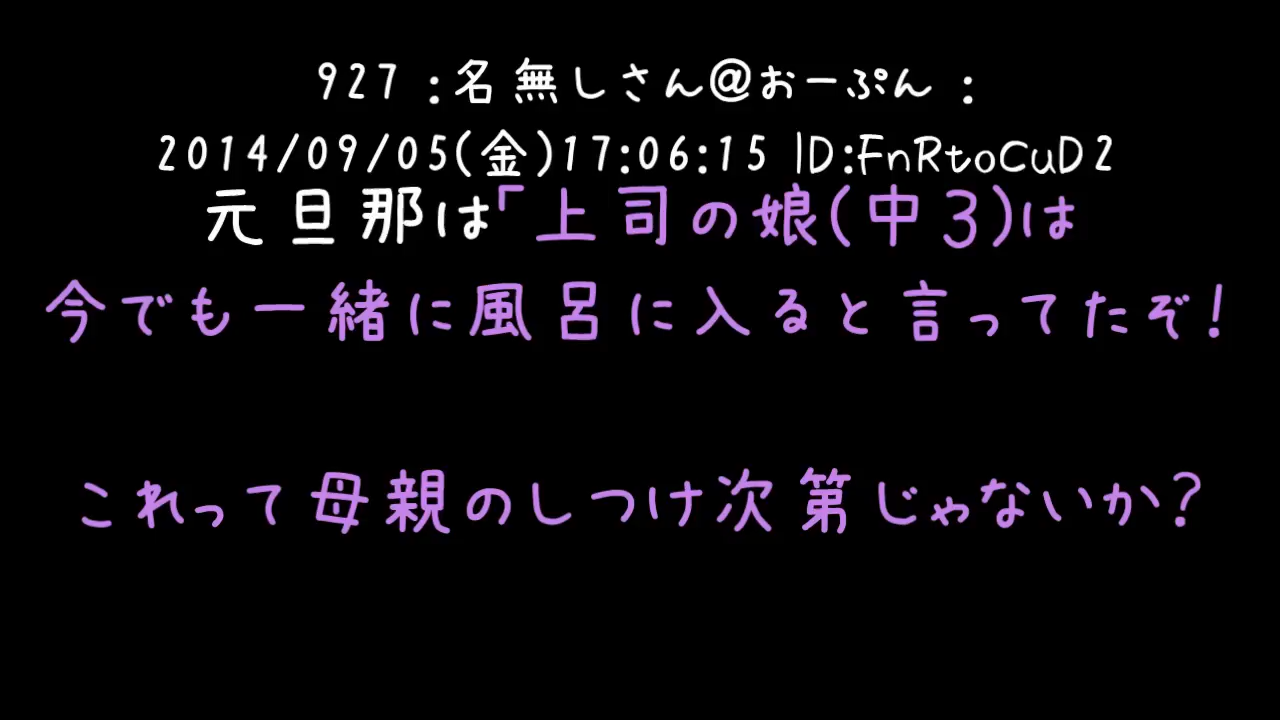 927 :名無しさん@おーぷん :
2014/09/05(金)17:06:15 ID:FnRtoCuD2
元旦那は「上司の娘(中3)は
今でも一緒に風呂に入ると言ってたぞ!
これって母親のしつけ次第じゃないか?